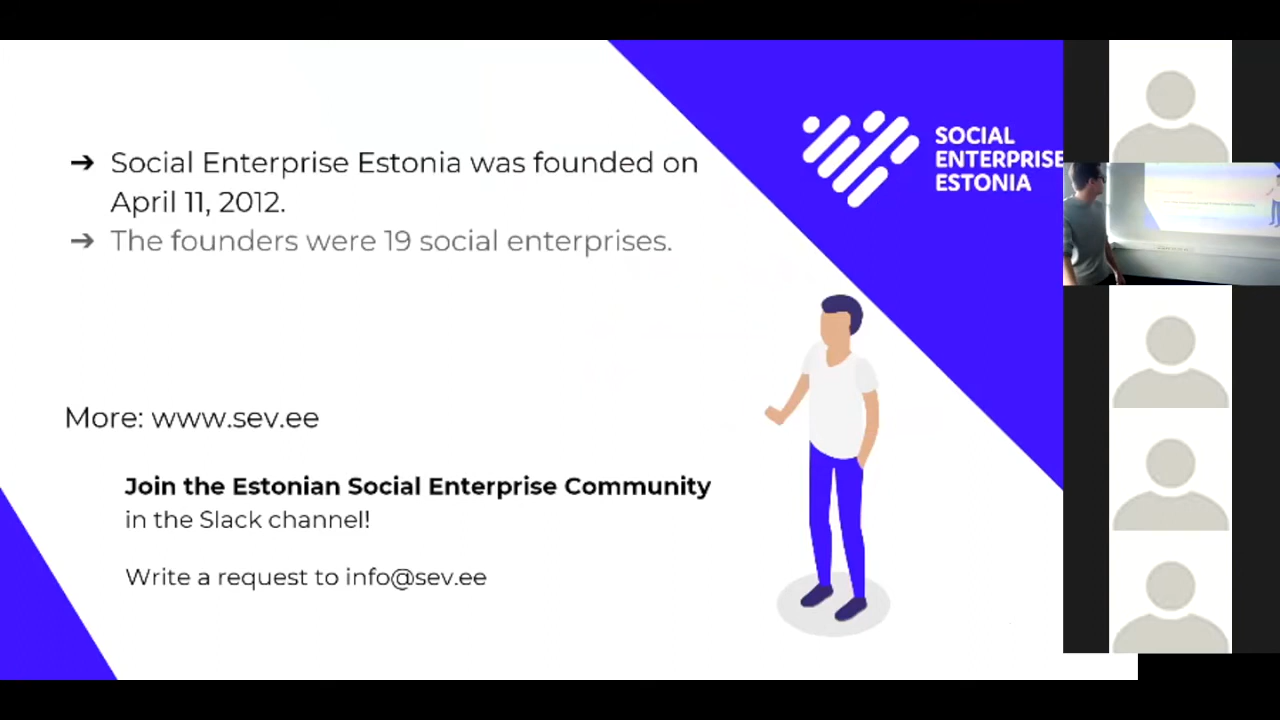 SOCIAL
ENTERPRISE
ESTONIA
➔ Social Enterprise Estonia was founded on
April 11, 2012.
➔ The founders were 19 social enterprises.
More: www.sev.ee
Join the Estonian Social Enterprise Community
in the Slack channel!
Write a request to info@sev.ee